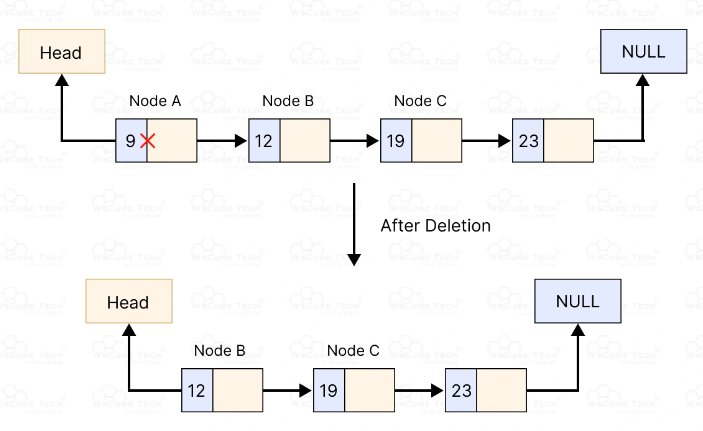 Head
NULL
Node A
Node B
Node C
9
12
19
23
After Deletion
Head
NULL
Node B
Node C
12
19
23